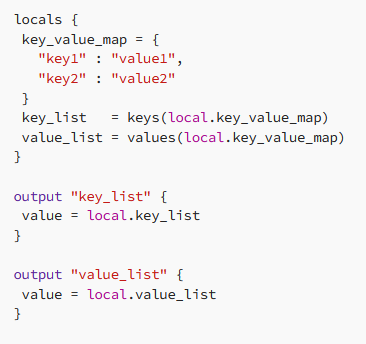 locals {
 key_value_map = {
   "key1" : "value1",
   "key2" : "value2"
 }
 key_list   = keys(local.key_value_map)
 value_list = values(local.key_value_map)
}

output "key_list" {
 value = local.key_list
}

output "value_list" {
 value = local.value_list
}